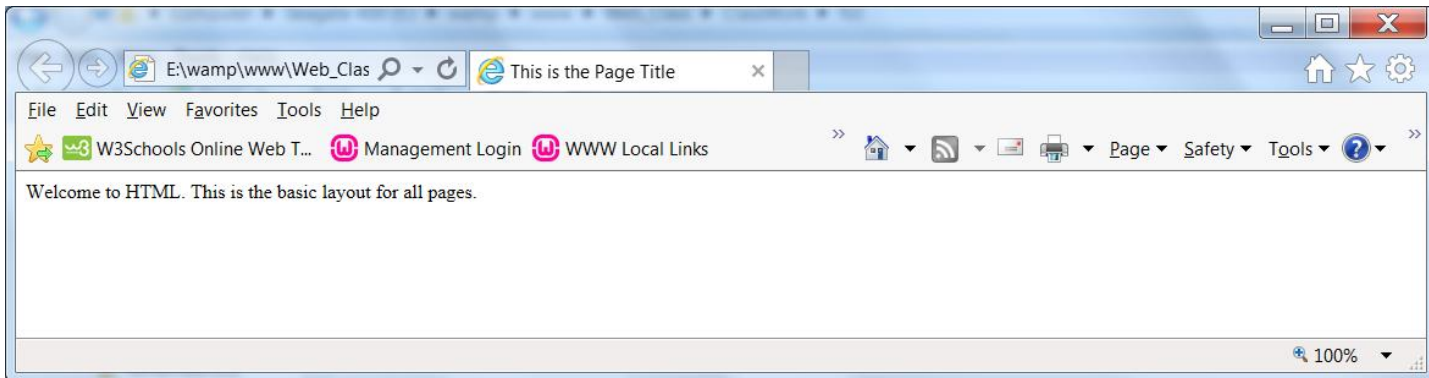 E:\wamp\www\Web_Clas This is the Page Title
File Edit View Favorites Tools Help
W3Schools Online Web T... Management Login WWW Local Links Page Safety Tools
Welcome to HTML. This is the basic layout for all pages.
100%